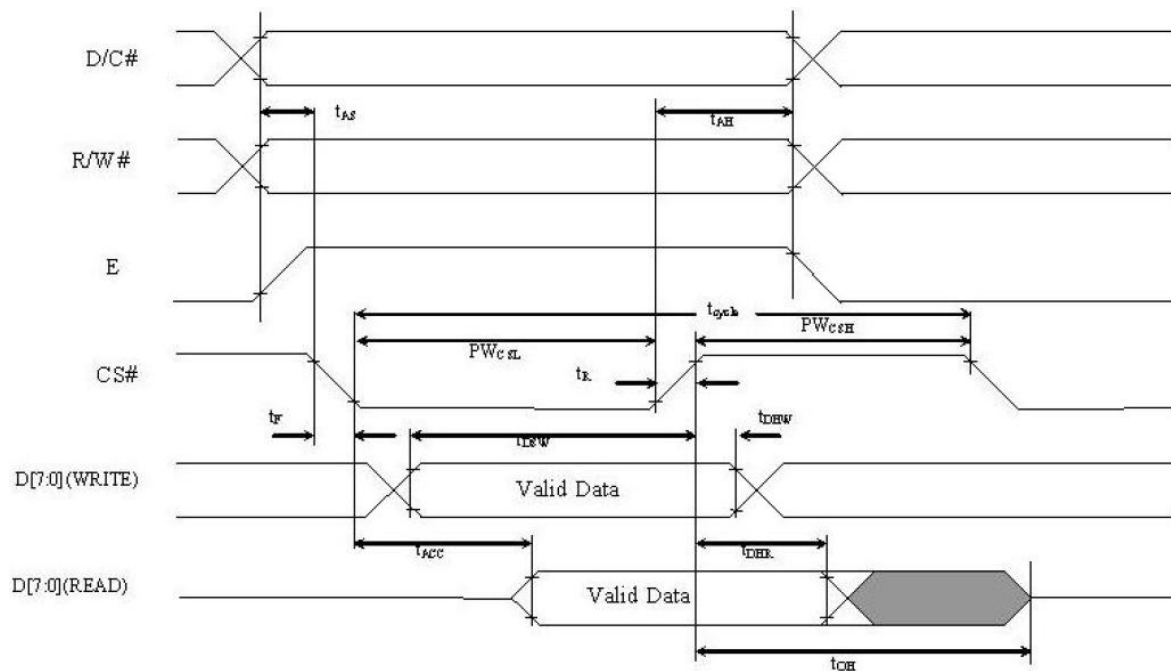 D/C#
tAS
tAH
R/W#
E
tcycle
PWCSH
PWCSL
CS#
tR
tF
tDSW
tDHW
D[7:0](WRITE)
Valid Data
tACC
tDHR
D[7:0](READ)
Valid Data
tOH